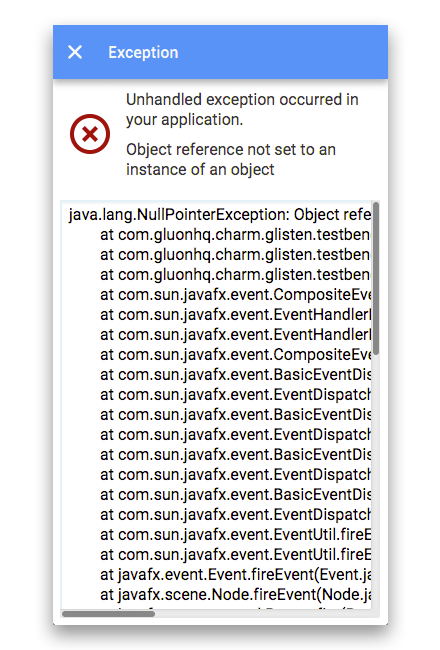 Exception
Unhandled exception occurred in
your application.
Object reference not set to an
instance of an object
java.lang.NullPointerException: Object refe
at com.gluonhq.charm.glisten.testben
at com.gluonhq.charm.glisten.testben
at com.gluonhq.charm.glisten.testben
at com.sun.javafx.event.CompositeEve
at com.sun.javafx.event.EventHandler
at com.sun.javafx.event.EventHandler
at com.sun.javafx.event.CompositeEve
at com.sun.javafx.event.BasicEventDis
at com.sun.javafx.event.EventDispatch
at com.sun.javafx.event.BasicEventDis
at com.sun.javafx.event.EventDispatch
at com.sun.javafx.event.BasicEventDis
at com.sun.javafx.event.EventDispatch
at com.sun.javafx.event.BasicEventDis
at com.sun.javafx.event.EventDispatch
at com.sun.javafx.event.EventUtil.fireE
at com.sun.javafx.event.EventUtil.fireE
at javafx.event.Event.fireEvent(Event.ja
at javafx.scene.Node.fireEvent(Node.ja